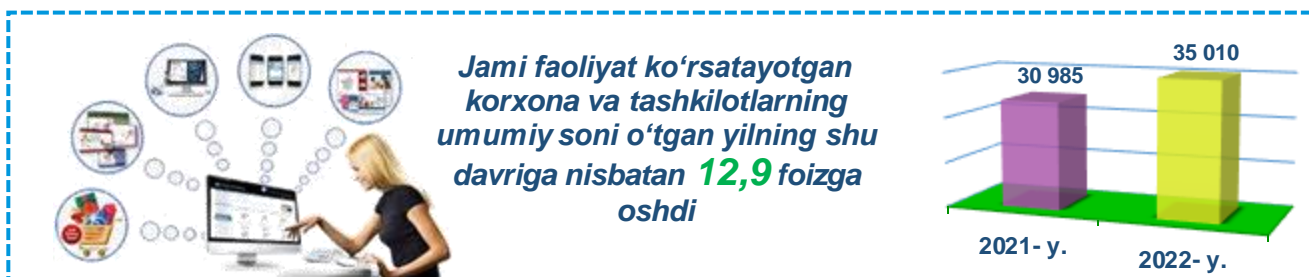 Jami faoliyat ko‘rsatayotgan
korxona va tashkilotlarning
umumiy soni o‘tgan yilning shu
davriga nisbatan 12,9 foizga
oshdi
30 985
35 010
2021- y.
2022- y.